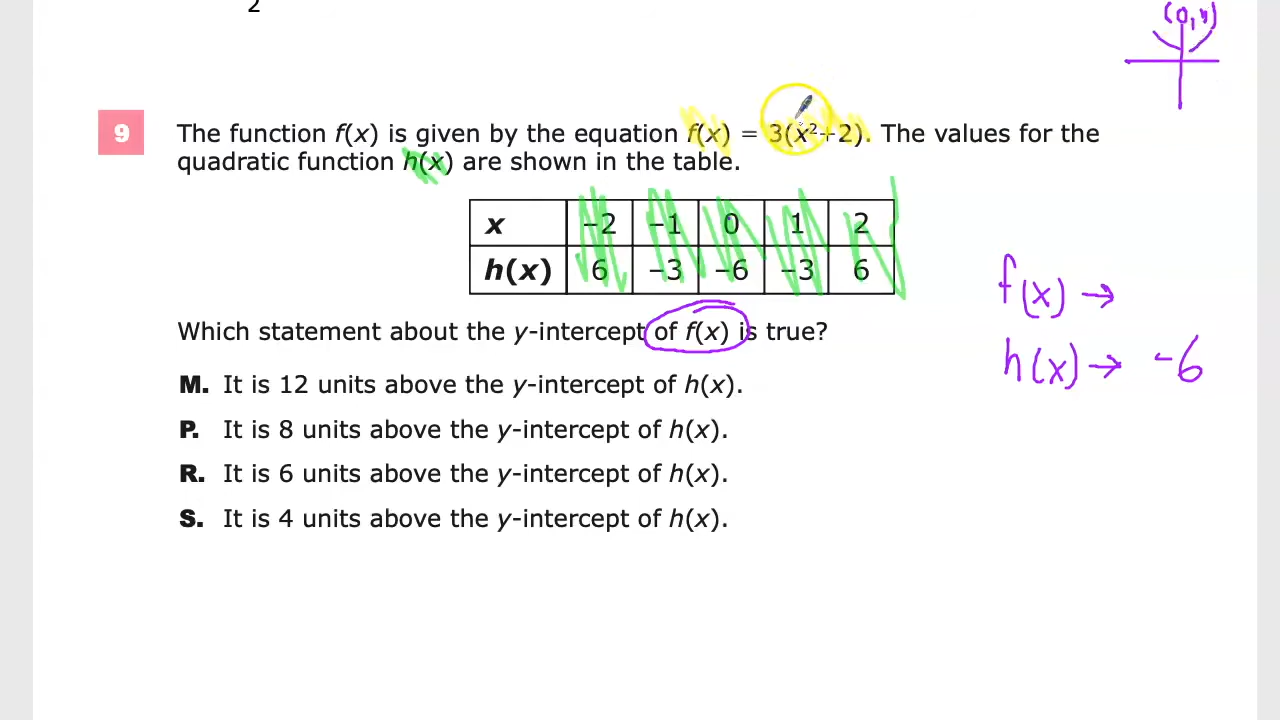 2
(0,y)
9 The function f(x) is given by the equation f(x) = 3(x²+2). The values for the
quadratic function h(x) are shown in the table.
x −2 −1 0 1 2
h(x) 6 −3 −6 −3 6
f(x) →
Which statement about the y-intercept of f(x) is true?
h(x) → -6
M. It is 12 units above the y-intercept of h(x).
P. It is 8 units above the y-intercept of h(x).
R. It is 6 units above the y-intercept of h(x).
S. It is 4 units above the y-intercept of h(x).